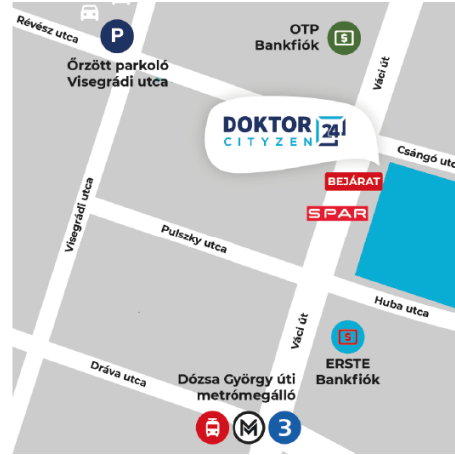 Révész utca
P
Őrzött parkoló
Visegrádi utca
OTP
Bankfiók
$
Váci út
DOKTOR 24
CITYZEN
Csángó utc
BEJÁRAT
SPAR
Visegrádi utca
Pulszky utca
Huba utca
Váci út
$
ERSTE
Bankfiók
Dráva utca
Dózsa György úti
metrómegálló
M
3